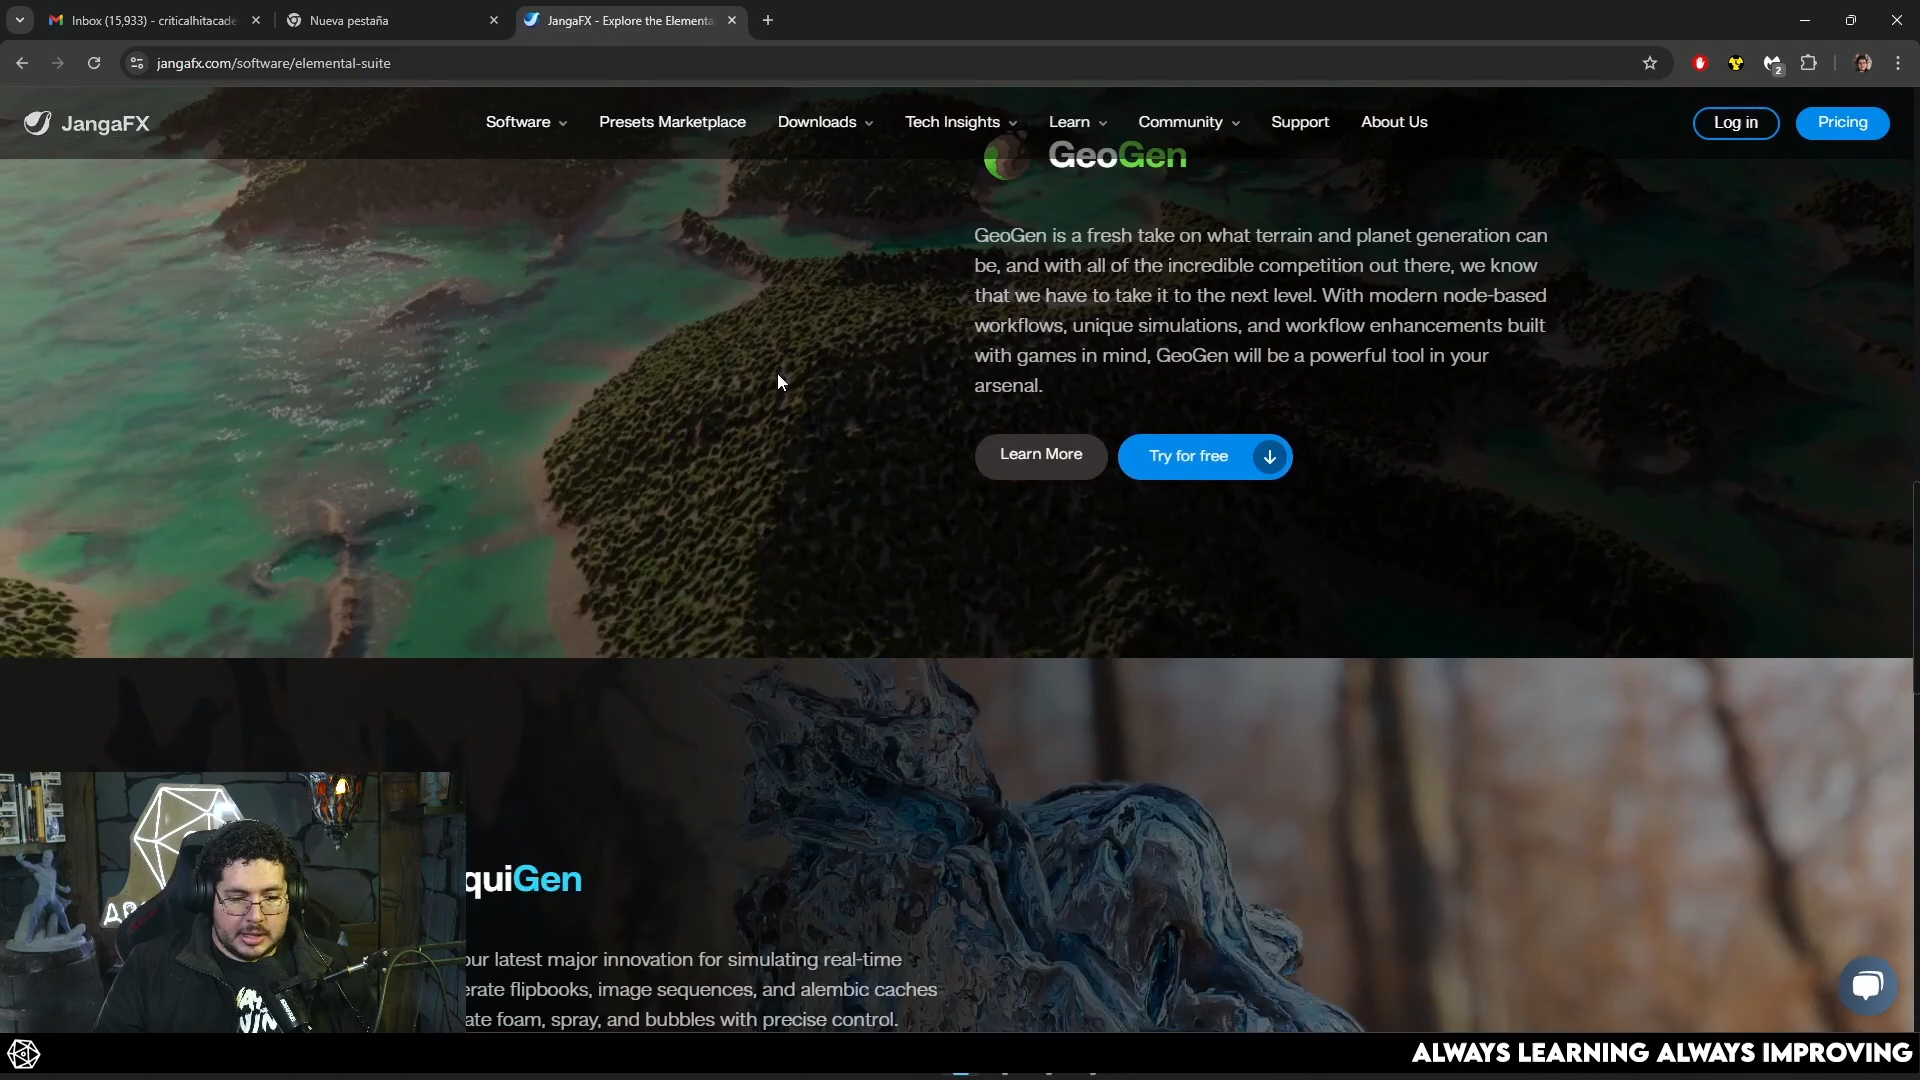 Inbox (15,933) - criticalhitacade
Nueva pestaña
JangaFX - Explore the Elementa
jangafx.com/software/elemental-suite
2
JangaFX
Software
Presets Marketplace
Downloads
Tech Insights
Learn
Community
Support
About Us
Log in
Pricing
GeoGen
GeoGen is a fresh take on what terrain and planet generation can
be, and with all of the incredible competition out there, we know
that we have to take it to the next level. With modern node-based
workflows, unique simulations, and workflow enhancements built
with games in mind, GeoGen will be a powerful tool in your
arsenal.
Learn More
Try for free
quiGen
our latest major innovation for simulating real-time
erate flipbooks, image sequences, and alembic caches
ate foam, spray, and bubbles with precise control.
ALWAYS LEARNING ALWAYS IMPROVING